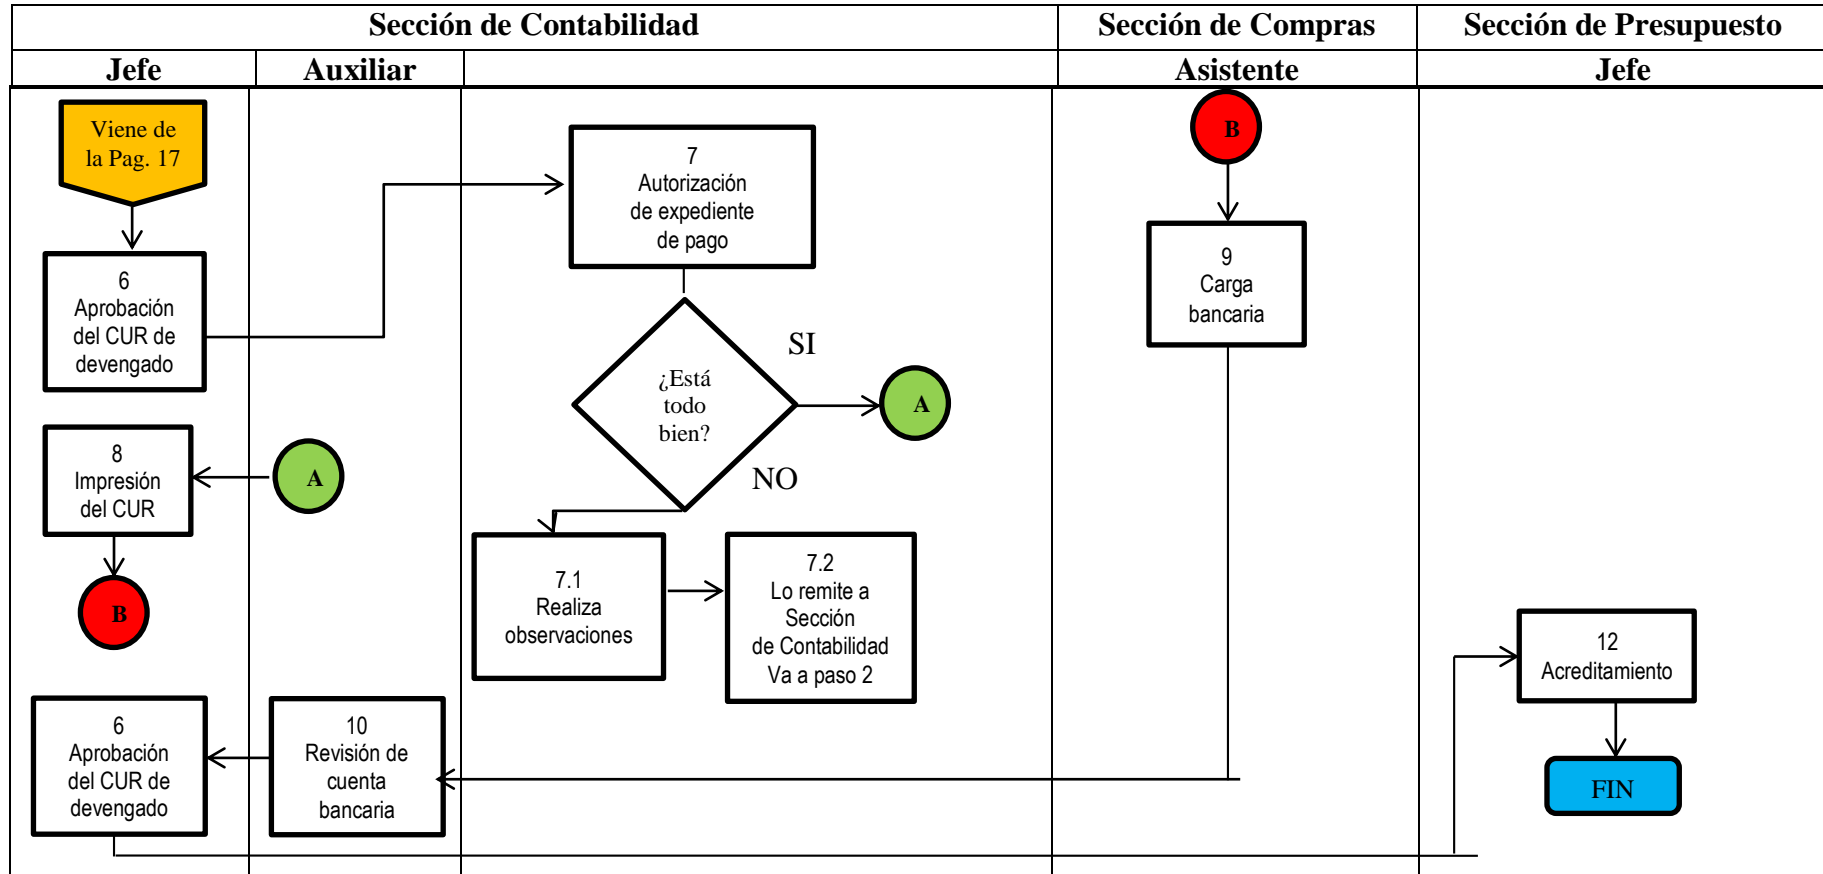 Sección de Contabilidad
Sección de Compras
Sección de Presupuesto
Jefe
Auxiliar
Asistente
Jefe
Viene de
la Pag. 17
6
Aprobación
del CUR de
devengado
7
Autorización
de expediente
de pago
B
9
Carga
bancaria
SI
¿Está
todo
bien?
A
NO
8
Impresión
del CUR
A
B
7.1
Realiza
observaciones
7.2
Lo remite a
Sección
de Contabilidad
Va a paso 2
12
Acreditamiento
6
Aprobación
del CUR de
devengado
10
Revisión de
cuenta
bancaria
FIN